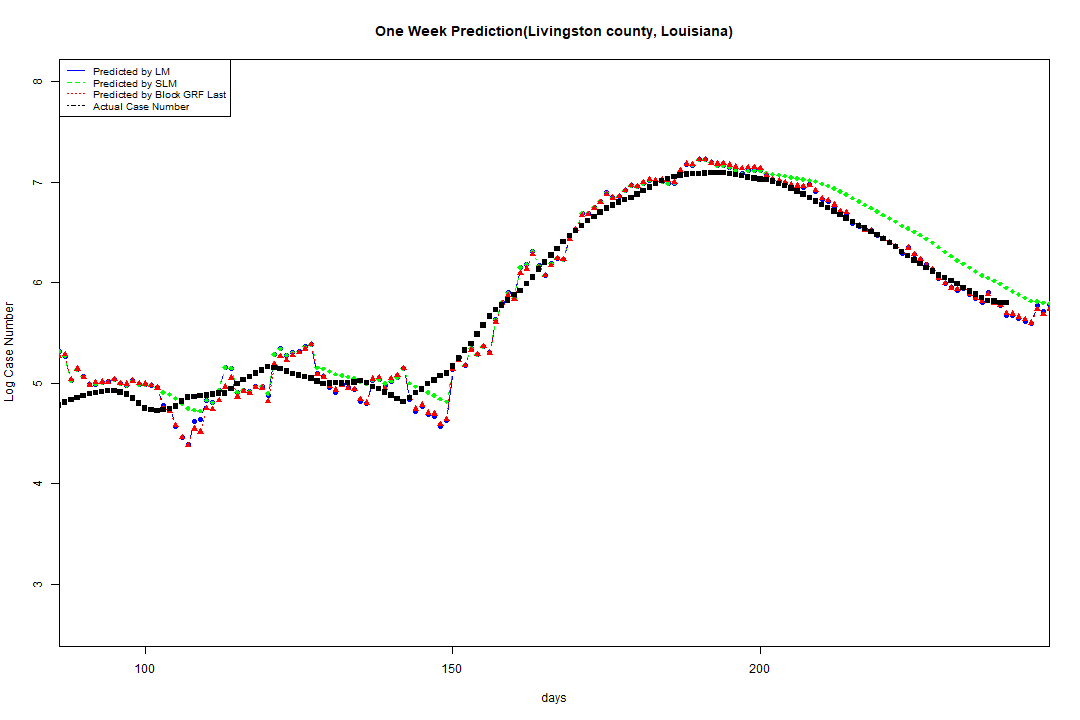 One Week Prediction(Livingston county, Louisiana)
Predicted by LM
Predicted by SLM
Predicted by Block GRF Last
Actual Case Number
8
7
6
5
4
3
Log Case Number
100 150 200
days